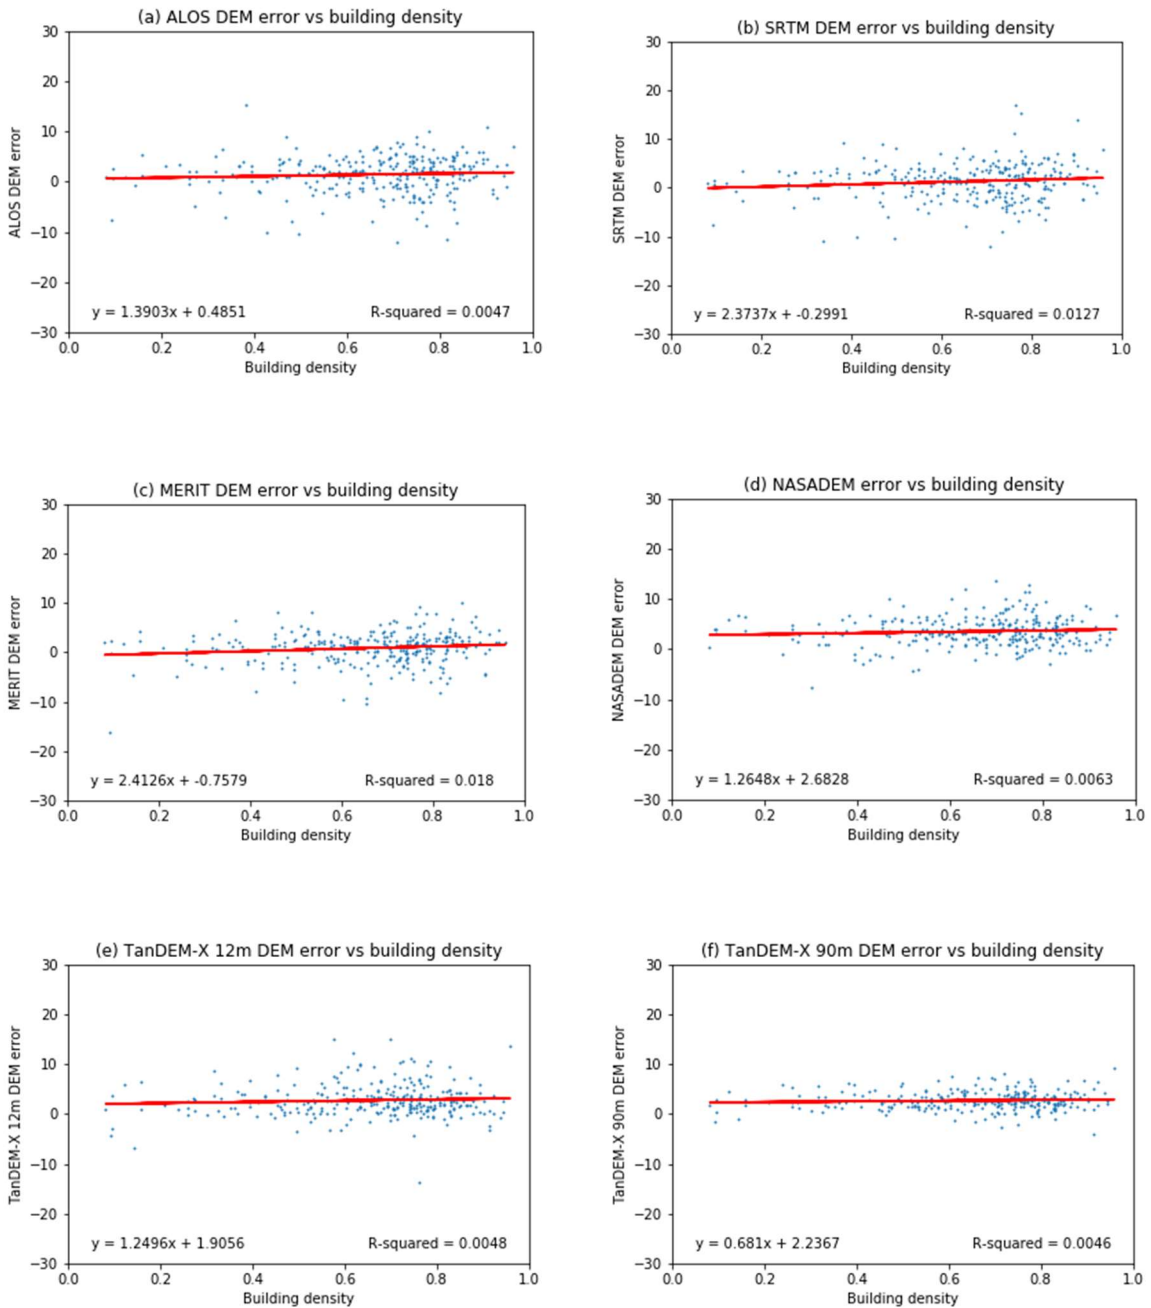 (a) ALOS DEM error vs building density
30
20
10
0
−10
−20
−30
ALOS DEM error
y = 1.3903x + 0.4851
R-squared = 0.0047
0.0 0.2 0.4 0.6 0.8 1.0
Building density
(b) SRTM DEM error vs building density
30
20
10
0
−10
−20
−30
SRTM DEM error
y = 2.3737x + -0.2991
R-squared = 0.0127
0.0 0.2 0.4 0.6 0.8 1.0
Building density
(c) MERIT DEM error vs building density
30
20
10
0
−10
−20
−30
MERIT DEM error
y = 2.4126x + -0.7579
R-squared = 0.018
0.0 0.2 0.4 0.6 0.8 1.0
Building density
(d) NASADEM error vs building density
30
20
10
0
−10
−20
−30
NASADEM DEM error
y = 1.2648x + 2.6828
R-squared = 0.0063
0.0 0.2 0.4 0.6 0.8 1.0
Building density
(e) TanDEM-X 12m DEM error vs building density
30
20
10
0
−10
−20
−30
TanDEM-X 12m DEM error
y = 1.2496x + 1.9056
R-squared = 0.0048
0.0 0.2 0.4 0.6 0.8 1.0
Building density
(f) TanDEM-X 90m DEM error vs building density
30
20
10
0
−10
−20
−30
TanDEM-X 90m DEM error
y = 0.681x + 2.2367
R-squared = 0.0046
0.0 0.2 0.4 0.6 0.8 1.0
Building density